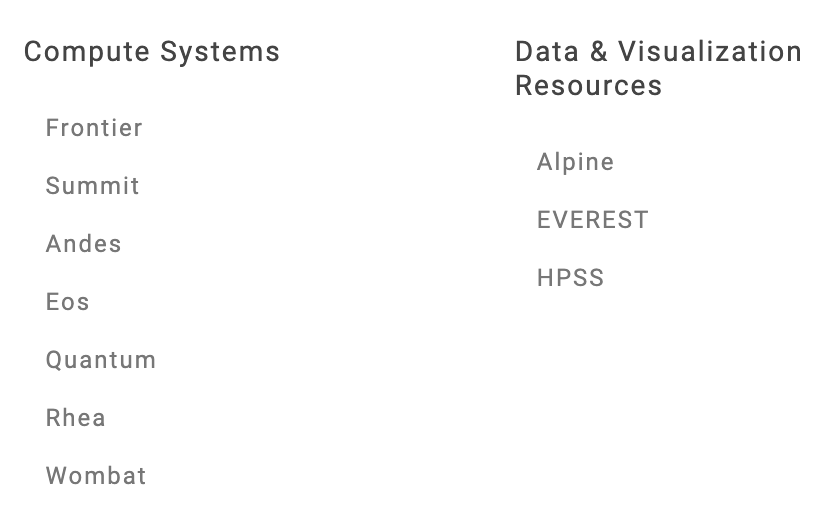 Compute Systems
Frontier
Summit
Andes
Eos
Quantum
Rhea
Wombat
Data & Visualization
Resources
Alpine
EVEREST
HPSS